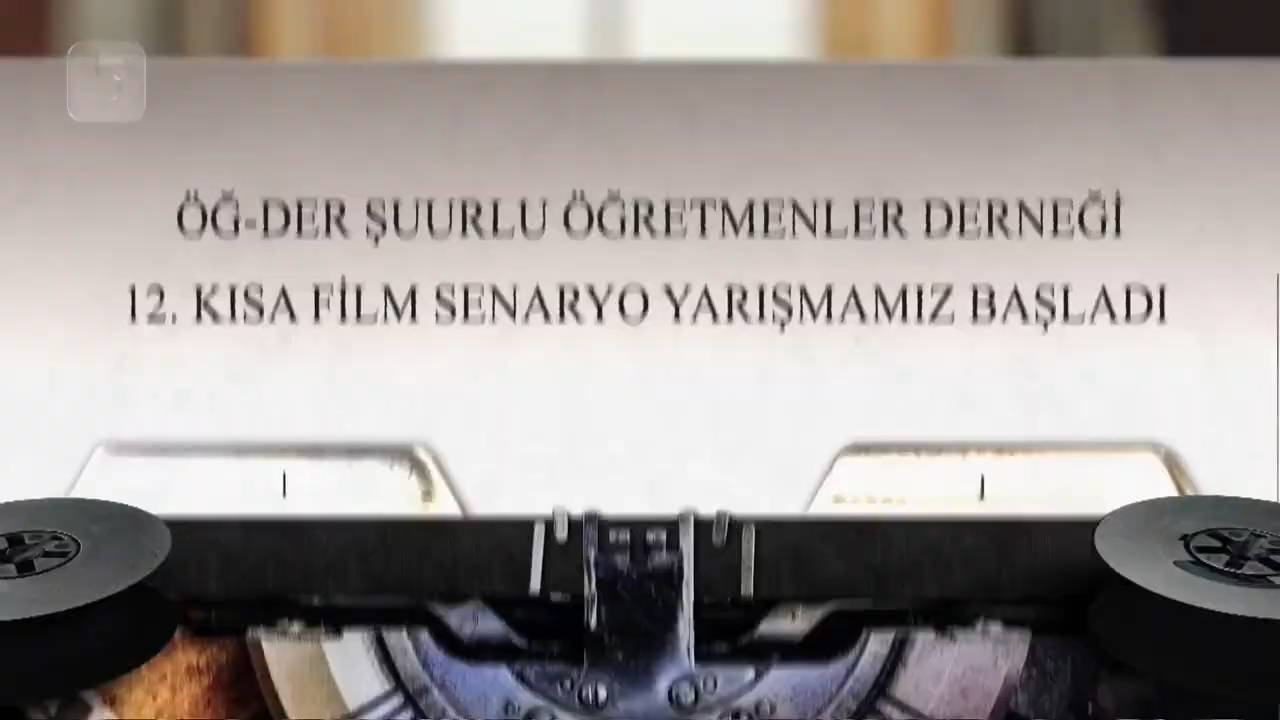 ÖĞ-DER ŞUURLU ÖĞRETMENLER DERNEĞİ
12. KISA FİLM SENARYO YARIŞMAMIZ BAŞLADI